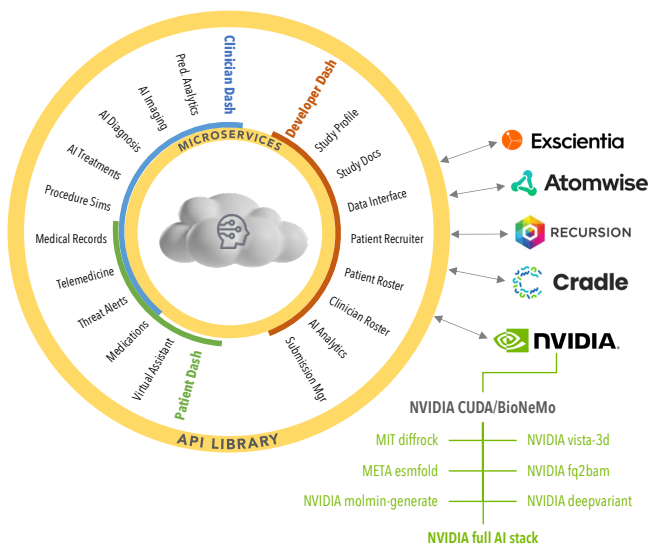 Clinician Dash
Pred. Analytics
AI Imaging
AI Diagnosis
AI Treatments
Procedure Sims
Medical Records
Telemedicine
Threat Alerts
Medications
Virtual Assistant
Patient Dash
Developer Dash
Study Profile
Study Docs
Data Interface
Patient Recruiter
Patient Roster
Clinician Roster
AI Analytics
Submission Mgr
MICROSERVICES
API LIBRARY
Exscientia
Atomwise
RECURSION
Cradle
NVIDIA.
NVIDIA CUDA/BioNeMo
MIT diffrock
NVIDIA vista-3d
META esmfold
NVIDIA fq2bam
NVIDIA molmin-generate
NVIDIA deepvariant
NVIDIA full AI stack